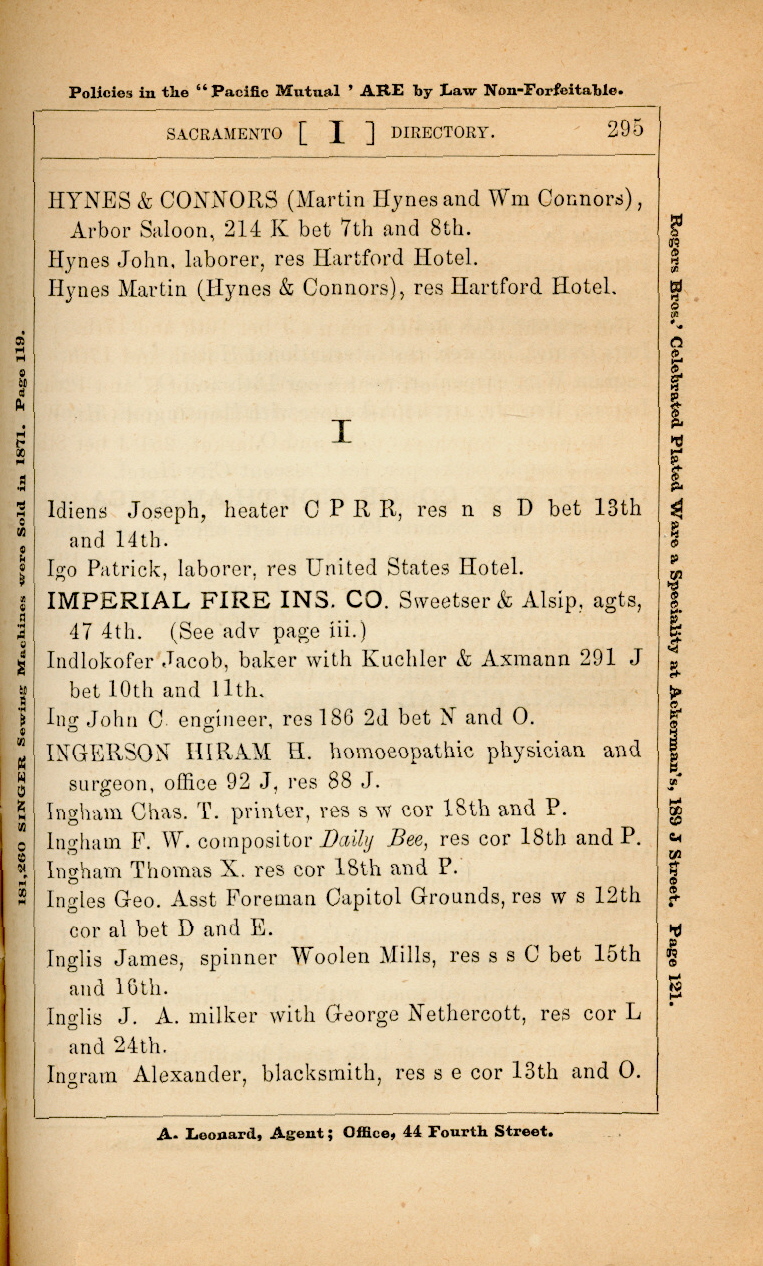 Policies in the “Pacific Mutual ’ ARE by Law Non-Forfeitable.
SACRAMENTO [ I ] DIRECTORY. 295
HYNES & CONNORS (Martin Hynes and Wm Connors),
Arbor Saloon, 214 K bet 7th and 8th.
Hynes John, laborer, res Hartford Hotel.
Hynes Martin (Hynes & Connors), res Hartford Hotel.
I
Idiens Joseph, heater C P R R, res n s D bet 13th
and 14th.
Igo Patrick, laborer, res United States Hotel.
IMPERIAL FIRE INS. CO. Sweetser & Alsip, agts,
47 4th. (See adv page iii.)
Indlokofer Jacob, baker with Kuchler & Axmann 291 J
bet 10th and 11th.
Ing John C. engineer, res 186 2d bet N and O.
INGERSON HIRAM H. homoeopathic physician and
surgeon, office 92 J, res 88 J.
Ingham Chas. T. printer, res s w cor 18th and P.
Ingham F. W. compositor Daily Bee, res cor 18th and P.
Ingham Thomas X. res cor 18th and P.
Ingles Geo. Asst Foreman Capitol Grounds, res w s 12th
cor al bet D and E.
Inglis James, spinner Woolen Mills, res s s C bet 15th
and 16th.
Inglis J. A. milker with George Nethercott, res cor L
and 24th.
Ingram Alexander, blacksmith, res s e cor 13th and O.
A. Leonard, Agent; Office, 44 Fourth Street.
181,260 SINGER Sewing Machines were Sold in 1871. Page 119.
Rogers Bros.’ Celebrated Plated Ware a Speciality at Ackerman’s, 189 J Street. Page 121.